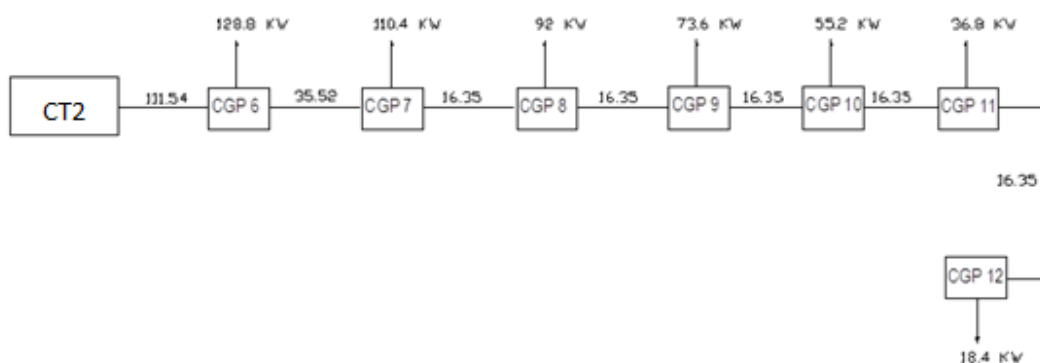 128.8 KW 110.4 KW 92 KW 73.6 KW 55.2 KW 36.8 KW
CT2 111.54 CGP 6 35.52 CGP 7 16.35 CGP 8 16.35 CGP 9 16.35 CGP 10 16.35 CGP 11
16.35
CGP 12
18.4 KW